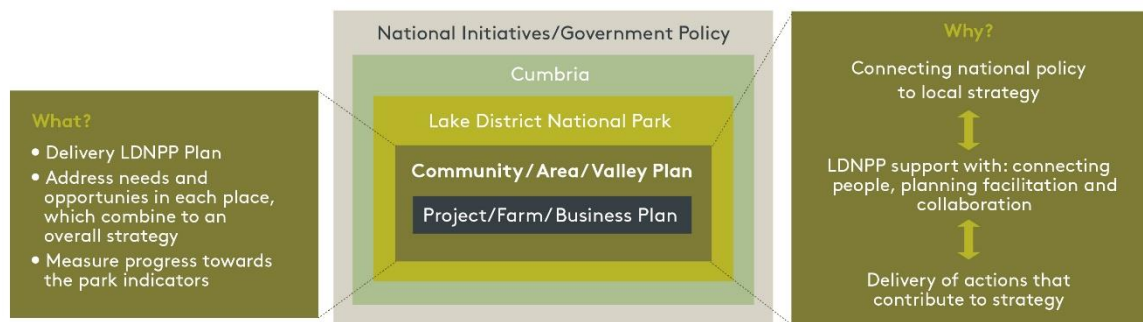 What?
• Delivery LDNPP Plan
• Address needs and
opportunies in each place,
which combine to an
overall strategy
• Measure progress towards
the park indicators
National Initiatives/Government Policy
Cumbria
Lake District National Park
Community/Area/Valley Plan
Project/Farm/Business Plan
Why?
Connecting national policy
to local strategy
LDNPP support with: connecting
people, planning facilitation and
collaboration
Delivery of actions that
contribute to strategy